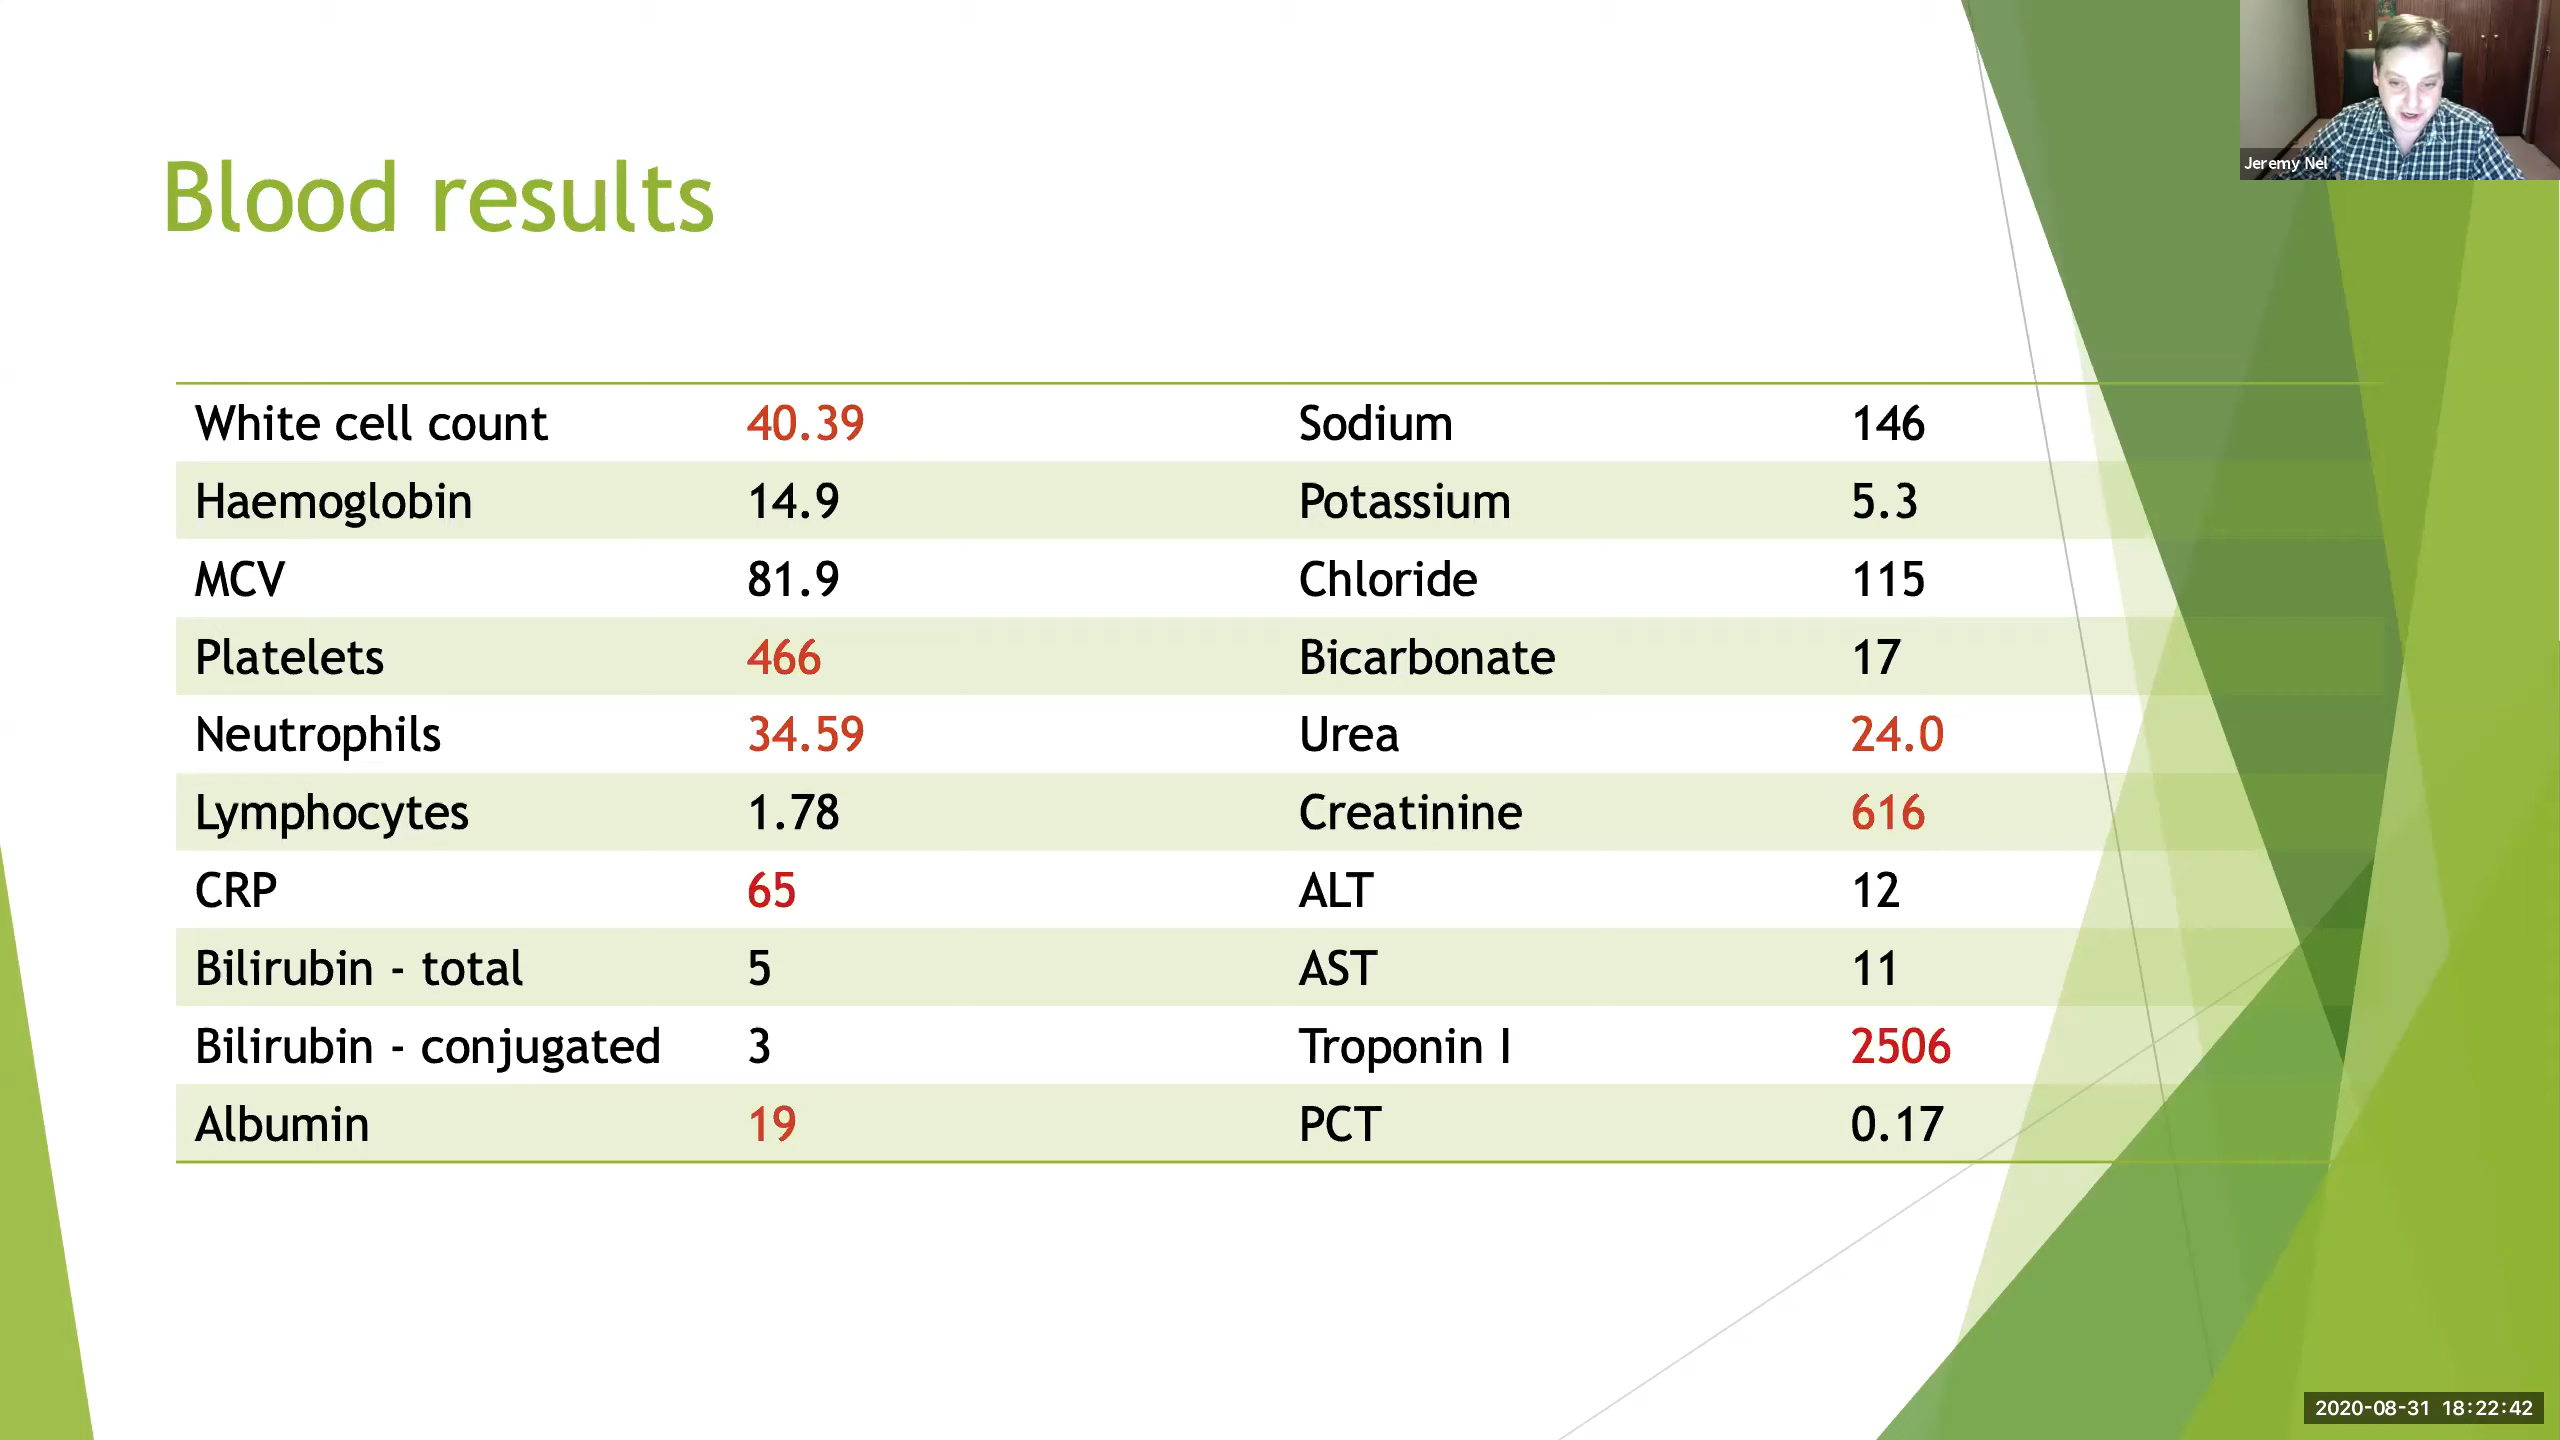 Jeremy Nel
Blood results
White cell count 40.39 Sodium 146
Haemoglobin 14.9 Potassium 5.3
MCV 81.9 Chloride 115
Platelets 466 Bicarbonate 17
Neutrophils 34.59 Urea 24.0
Lymphocytes 1.78 Creatinine 616
CRP 65 ALT 12
Bilirubin - total 5 AST 11
Bilirubin - conjugated 3 Troponin I 2506
Albumin 19 PCT 0.17
2020-08-31 18:22:42